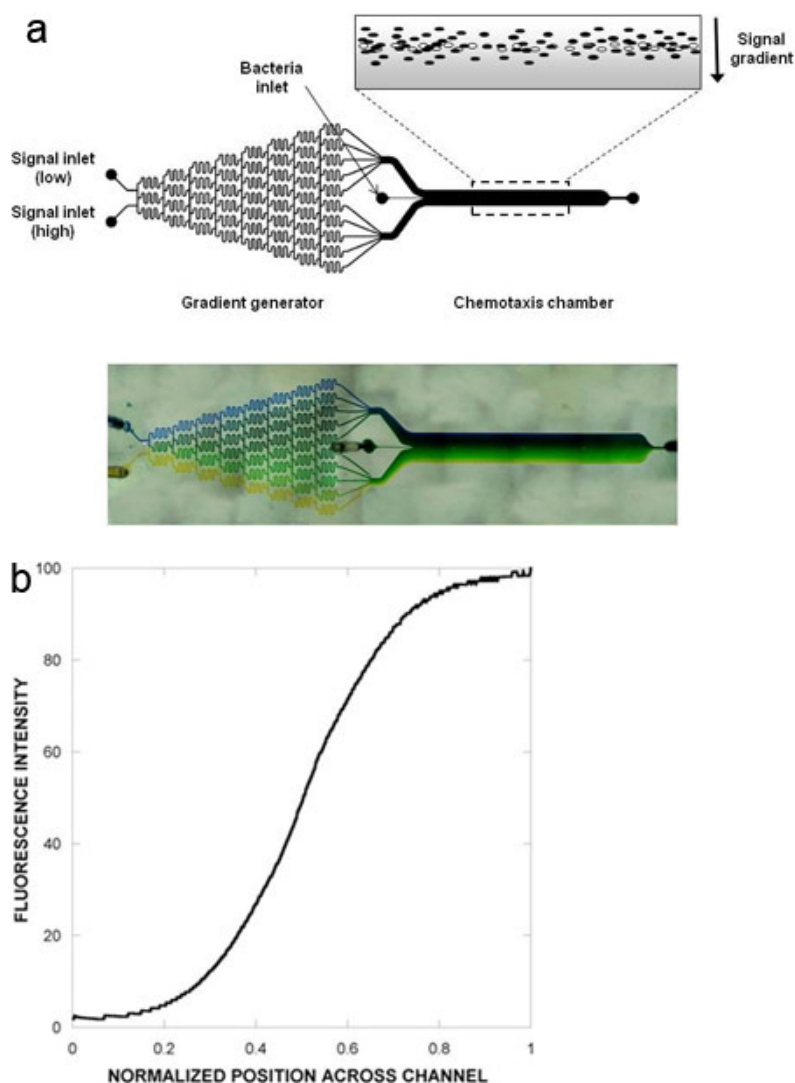 a
Signal
gradient
Bacteria
inlet
Signal inlet
(low)
Signal inlet
(high)
Gradient generator
Chemotaxis chamber
b
FLUORESCENCE INTENSITY
100
80
60
40
20
0
0 0.2 0.4 0.6 0.8 1
NORMALIZED POSITION ACROSS CHANNEL